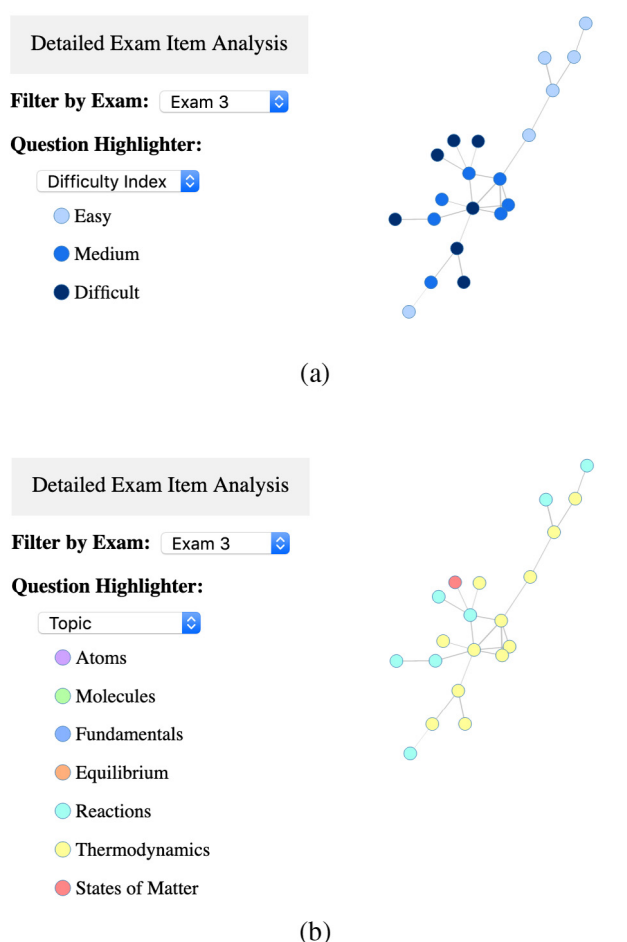 Detailed Exam Item Analysis
Filter by Exam: Exam 3
Question Highlighter:
Difficulty Index
Easy
Medium
Difficult
(a)
Detailed Exam Item Analysis
Filter by Exam: Exam 3
Question Highlighter:
Topic
Atoms
Molecules
Fundamentals
Equilibrium
Reactions
Thermodynamics
States of Matter
(b)